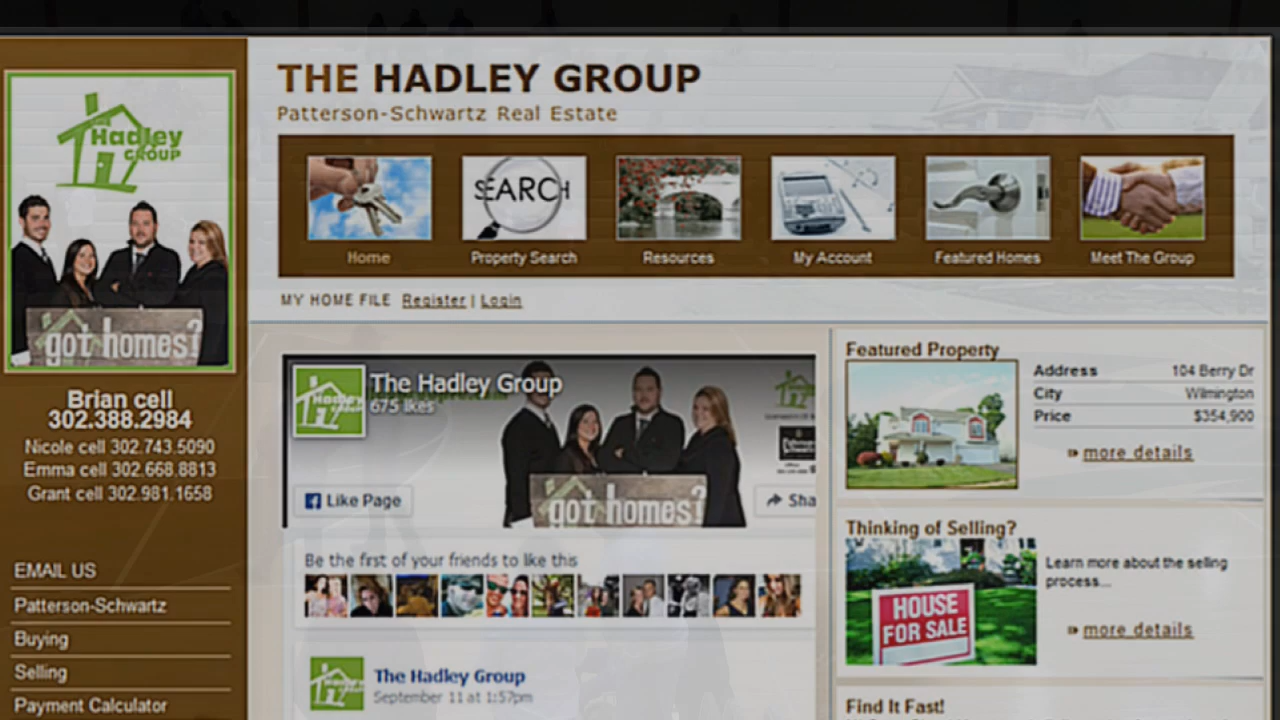 Hadley
GROUP
got homes?
Brian cell
302.388.2984
Nicole cell 302.743.5090
Emma cell 302.668.8813
Grant cell 302.981.1658
EMAIL US
Patterson-Schwartz
Buying
Selling
Payment Calculator
THE HADLEY GROUP
Patterson-Schwartz Real Estate
SEARCH
Home
Property Search
Resources
My Account
Featured Homes
Meet The Group
MY HOME FILE Register | Login
The Hadley Group
675 likes
Like Page
got homes?
Sha
Be the first of your friends to like this
The Hadley Group
September 11 at 1:57pm
Featured Property
Address 104 Berry Dr
City Wilmington
Price $354,900
more details
Thinking of Selling?
Learn more about the selling
process...
HOUSE
FOR SALE
more details
Find It Fast!